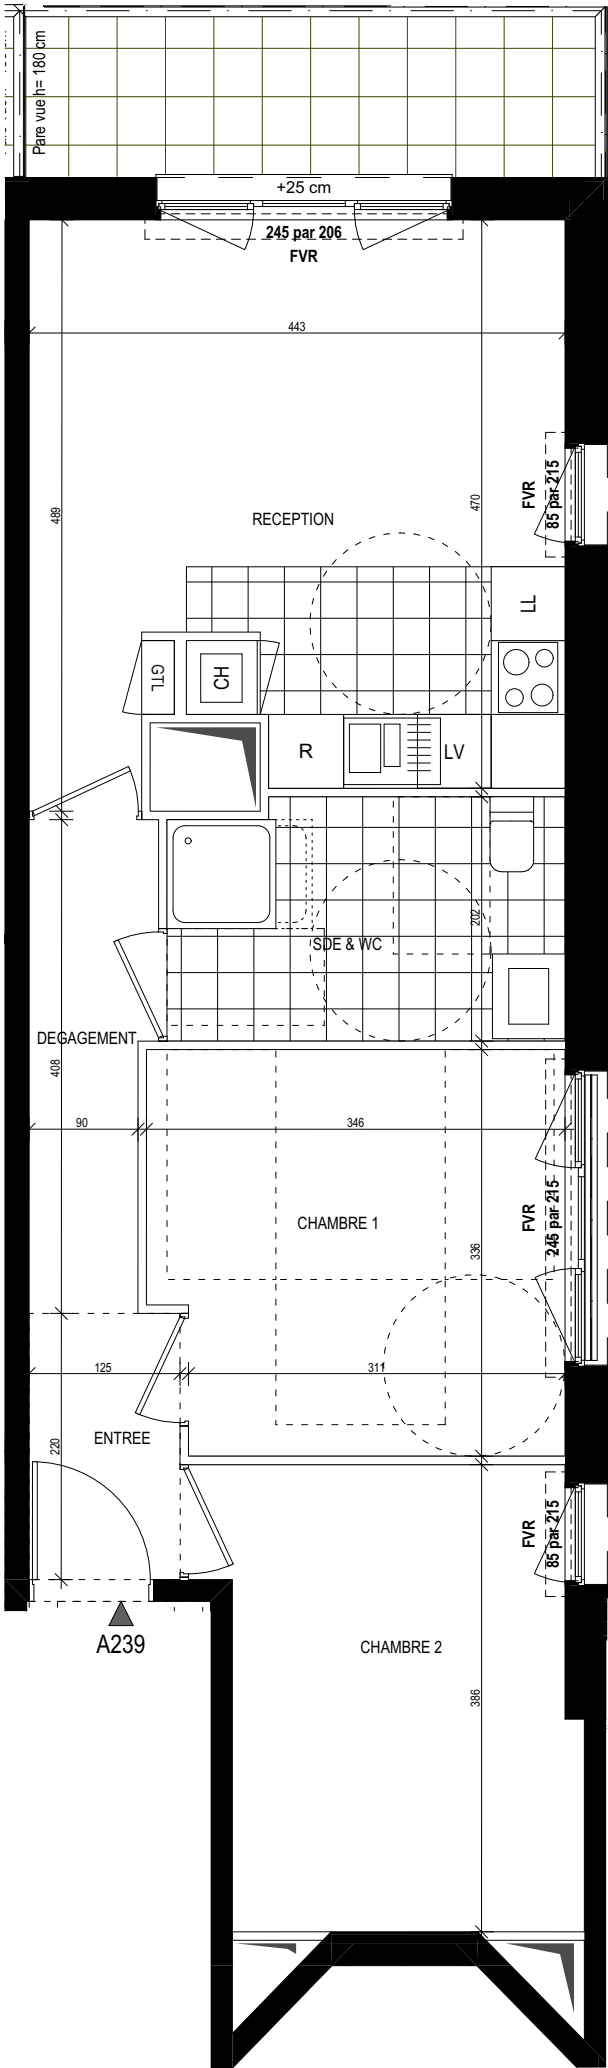 Pare vue h= 180 cm
+25 cm
245 par 206
FVR
443
489
470
FVR
85 par 215
RECEPTION
LL
GTL
CH
R
LV
202
SDE & WC
DEGAGEMENT
408
90
346
CHAMBRE 1
FVR
245 par 215
336
125
311
ENTREE
220
FVR
85 par 215
A239
CHAMBRE 2
386